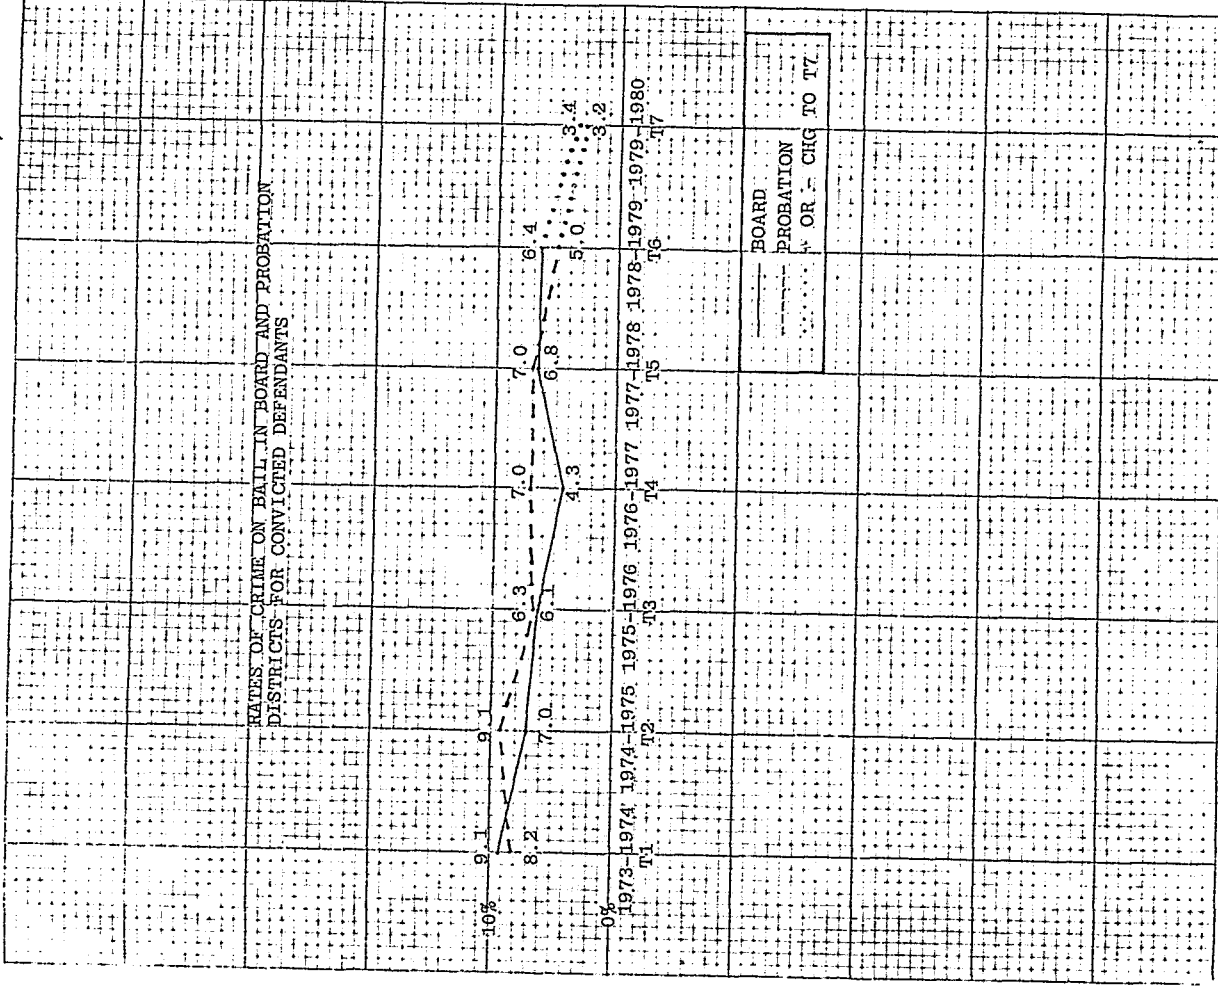 RATES OF CRIME ON BAIL IN BOARD AND PROBATION
DISTRICTS FOR CONVICTED DEFENDANTS
10%
0%
9.1
8.2
9.1
7.0
6.3
6.1
7.0
4.3
7.0
6.8
6.4
5.0
3.4
3.2
1973-1974 1974-1975 1975-1976 1976-1977 1977-1978 1978-1979 1979-1980
T1 T2 T3 T4 T5 T6 T7
BOARD
PROBATION
OR - CHG TO T7